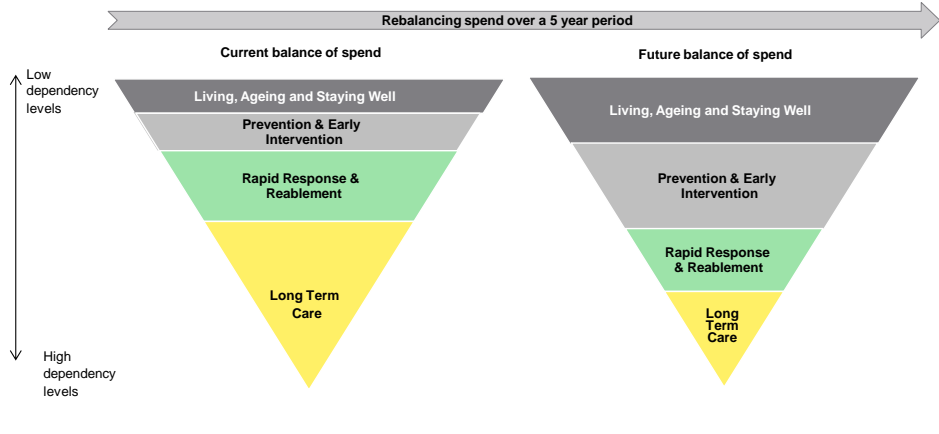 Rebalancing spend over a 5 year period
Current balance of spend
Future balance of spend
Low
dependency
levels
Living, Ageing and Staying Well
Prevention & Early
Intervention
Rapid Response &
Reablement
Long Term
Care
Living, Ageing and Staying Well
Prevention & Early
Intervention
Rapid Response
& Reablement
Long
Term
Care
High
dependency
levels